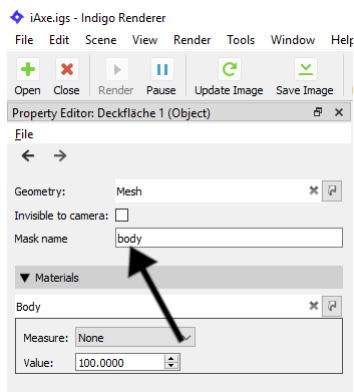 iAxe.igs - Indigo Renderer
File Edit Scene View Render Tools Window Help
Open Close Render Pause Update Image Save Image
Property Editor: Deckfläche 1 (Object)
File
Geometry: Mesh
Invisible to camera:
Mask name body
Materials
Body
Measure: None
Value: 100.0000